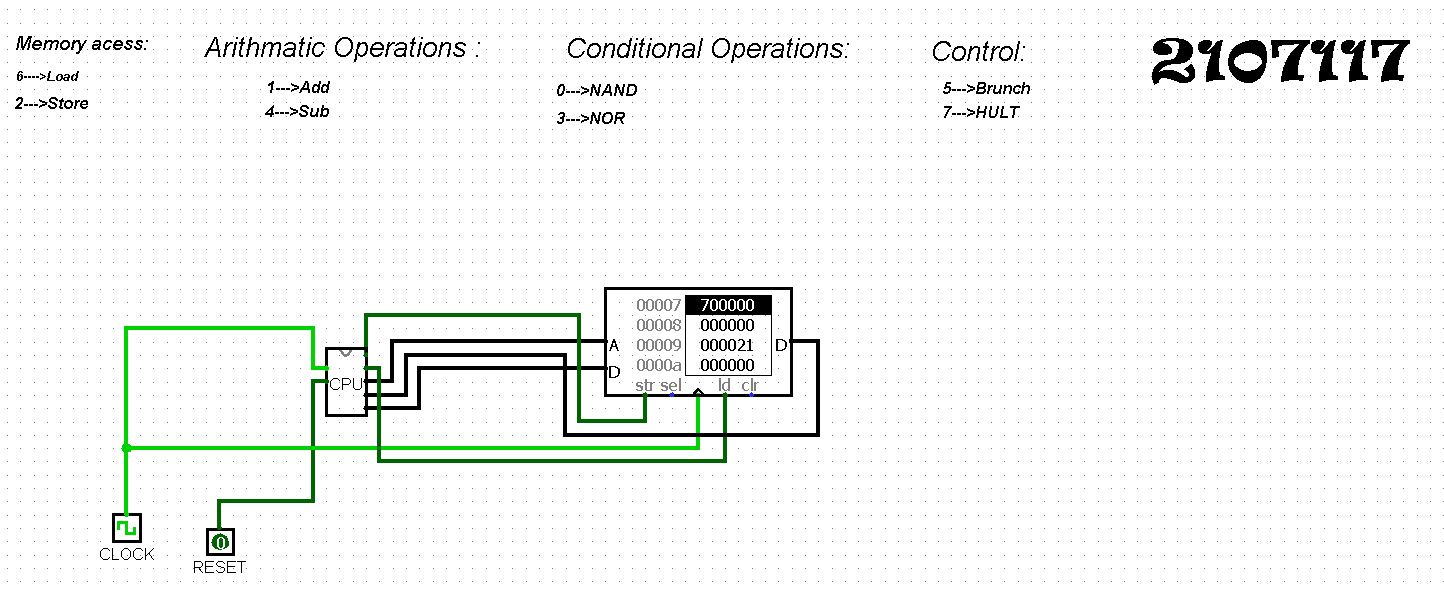 Memory acess:
6---->Load
2--->Store
Arithmatic Operations :
1--->Add
4--->Sub
Conditional Operations:
0--->NAND
3--->NOR
Control:
5--->Brunch
7--->HULT
2107117
CPU
A
D
00007 700000
00008 000000
00009 000021
0000a 000000
D
str sel ld clr
CLOCK
0
RESET